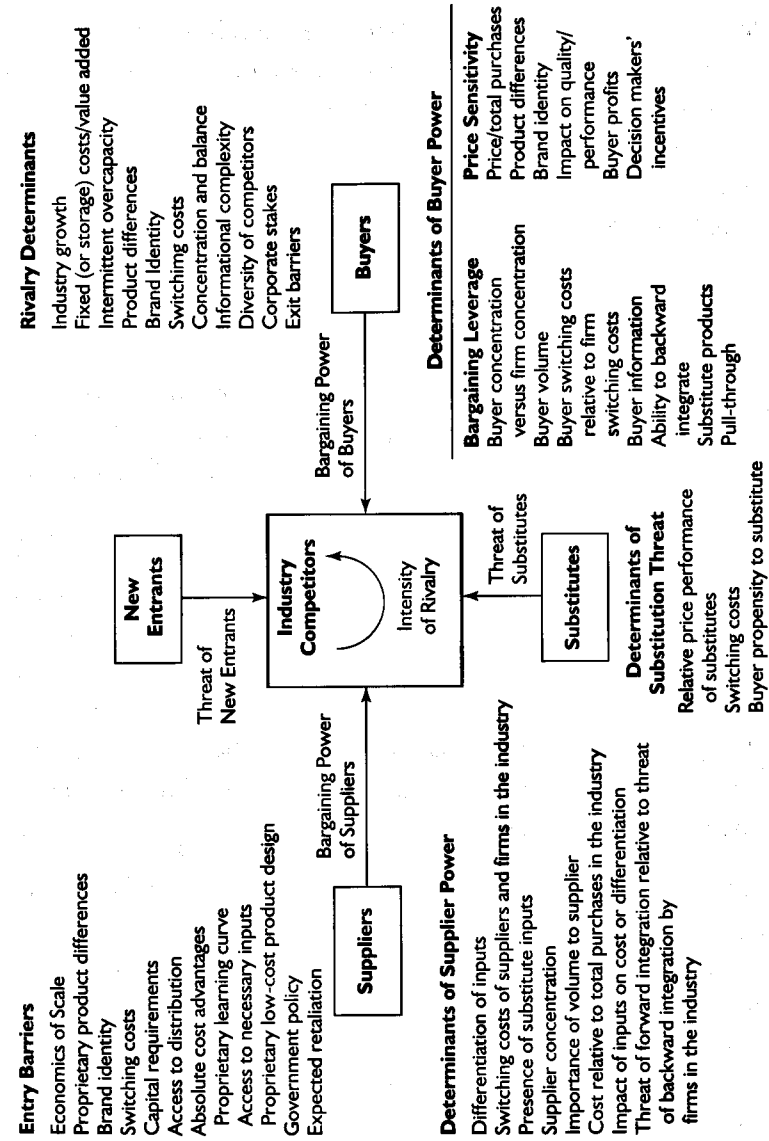 Entry Barriers
Economics of Scale
Proprietary product differences
Brand identity
Switching costs
Capital requirements
Access to distribution
Absolute cost advantages
Proprietary learning curve
Access to necessary inputs
Proprietary low-cost product design
Government policy
Expected retaliation
New
Entrants
Threat of
New Entrants
Rivalry Determinants
Industry growth
Fixed (or storage) costs/value added
Intermittent overcapacity
Product differences
Brand Identity
Switchimg costs
Concentration and balance
Informational complexity
Diversity of competitors
Corporate stakes
Exit barriers
Suppliers
Bargaining Power
of Suppliers
Industry
Competitors
Intensity
of Rivalry
Bargaining Power
of Buyers
Buyers
Threat of
Substitutes
Substitutes
Determinants of Supplier Power
Differentiation of inputs
Switching costs of suppliers and firms in the industry
Presence of substitute inputs
Supplier concentration
Importance of volume to supplier
Cost relative to total purchases in the industry
Impact of inputs on cost or differentiation
Threat of forward integration relative to threat
of backward integration by
firms in the industry
Determinants of
Substitution Threat
Relative price performance
of substitutes
Switching costs
Buyer propensity to substitute
Determinants of Buyer Power
Bargaining Leverage
Buyer concentration
versus firm concentration
Buyer volume
Buyer switching costs
relative to firm
switching costs
Buyer information
Ability to backward
integrate
Substitute products
Pull-through
Price Sensitivity
Price/total purchases
Product differences
Brand identity
Impact on quality/
performance
Buyer profits
Decision makers'
incentives